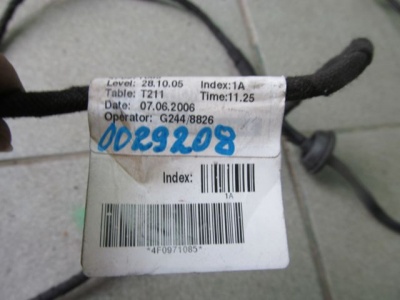 Level: 28.10.05 Index:1A
Table: T211 Time:11.25
Date: 07.06.2006
Operator: G244/8826
0029208
Index:
1A
*4F0971085*